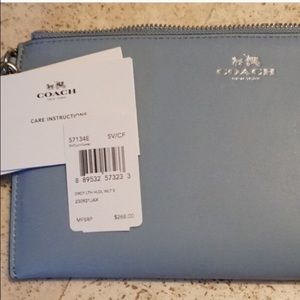 COACH
NEW YORK
COACH
NEW YORK
CARE INSTRUCTIONS
57134E SV/CF
8 89532 57323 3
MFSRP $268.00